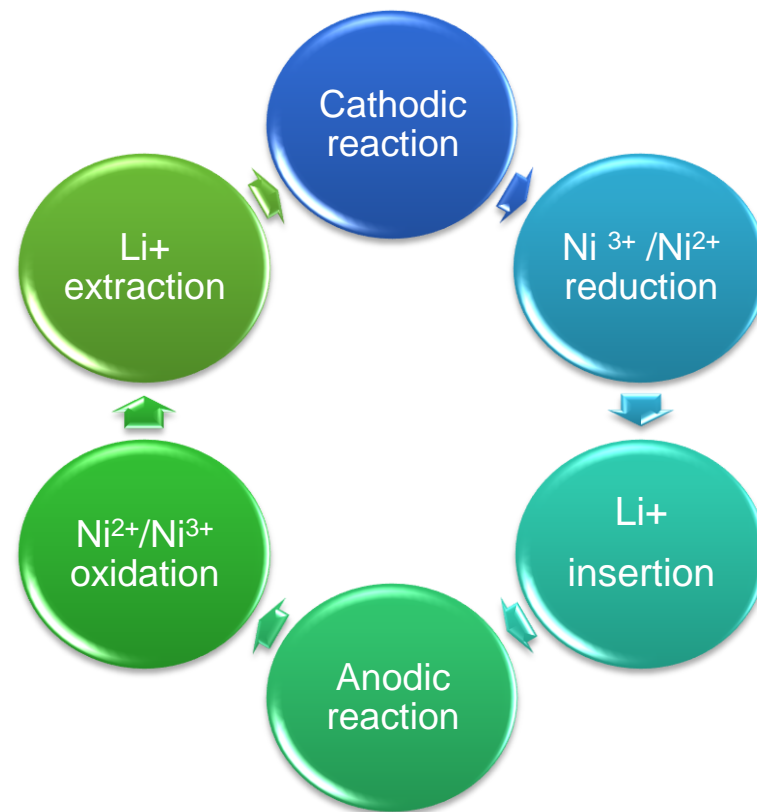 Cathodic
reaction
Ni ³⁺ /Ni²⁺
reduction
Li+
insertion
Anodic
reaction
Ni²⁺/Ni³⁺
oxidation
Li+
extraction